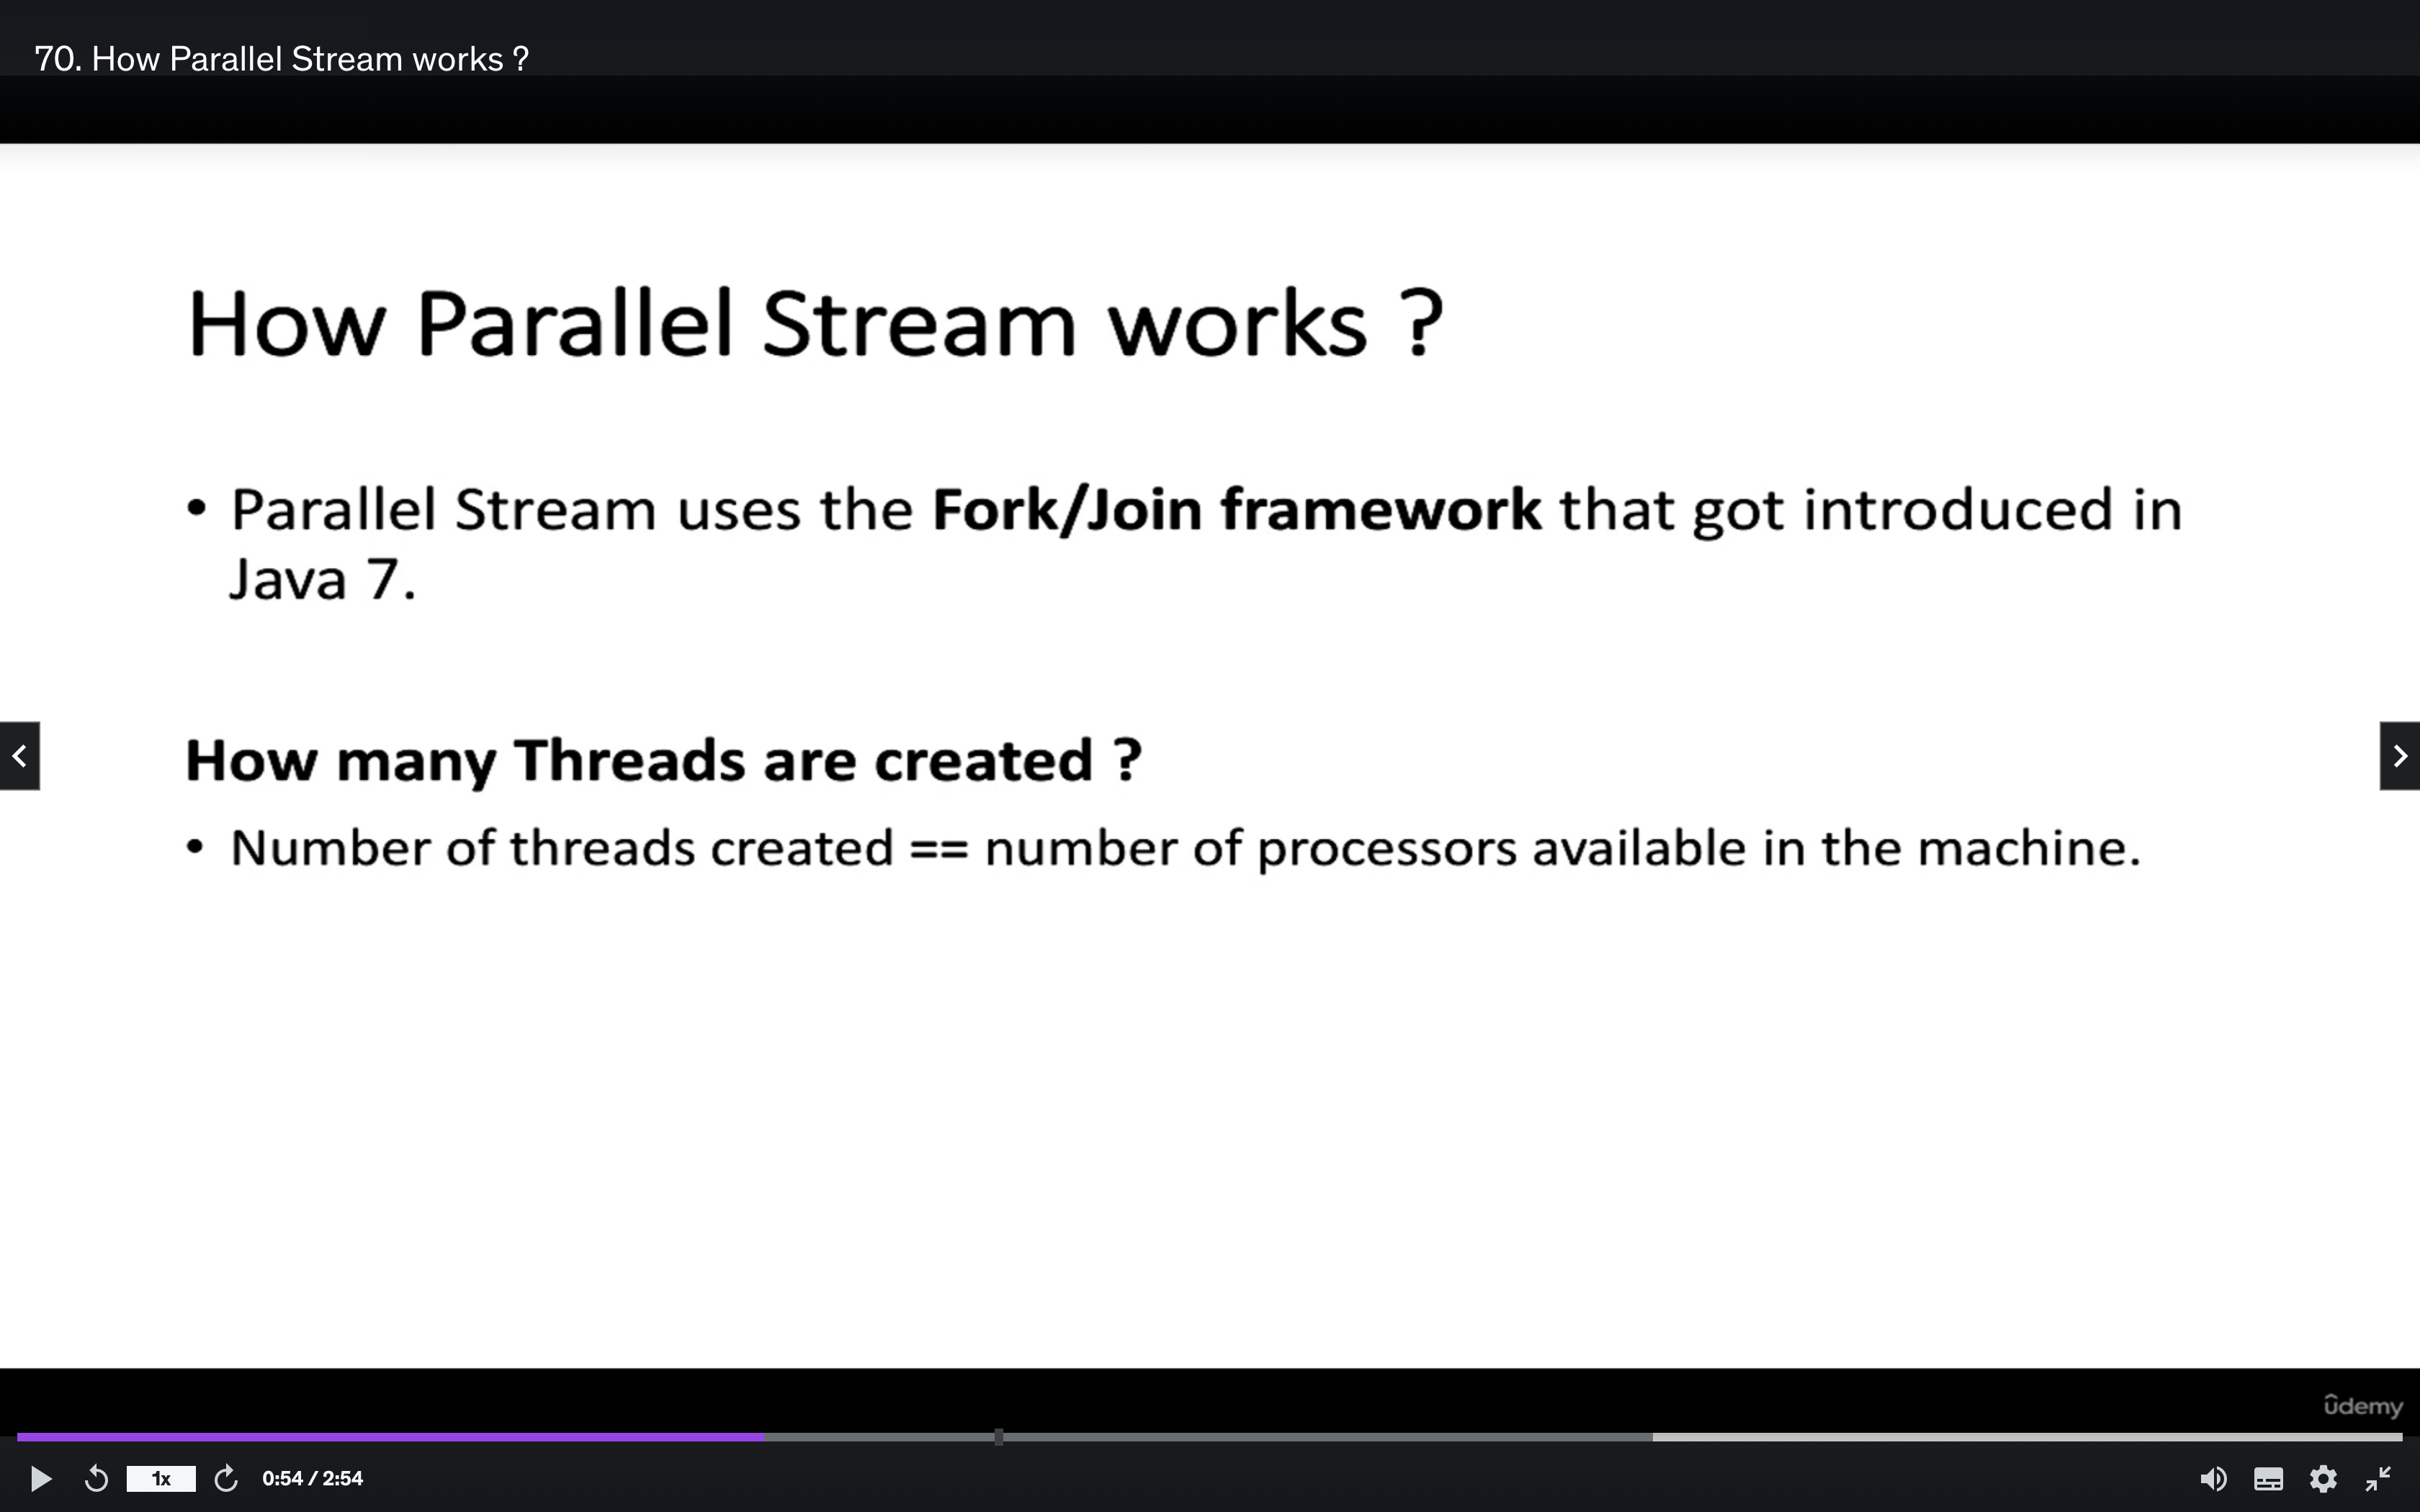 70. How Parallel Stream works ?
How Parallel Stream works ?
• Parallel Stream uses the Fork/Join framework that got introduced in
Java 7.
How many Threads are created ?
• Number of threads created == number of processors available in the machine.
ûdemy
1x
0:54 / 2:54